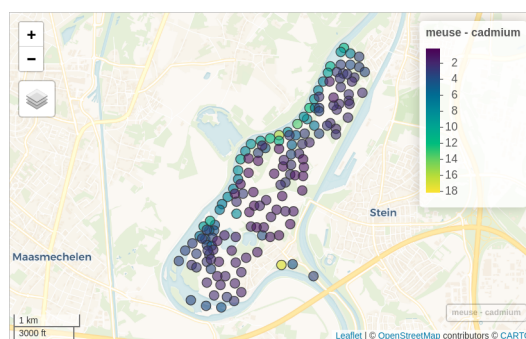 +
−
meuse - cadmium
2
4
6
8
10
12
14
16
18
Stein
Maasmechelen
meuse - cadmium
1 km
3000 ft
Leaflet | © OpenStreetMap contributors © CARTO